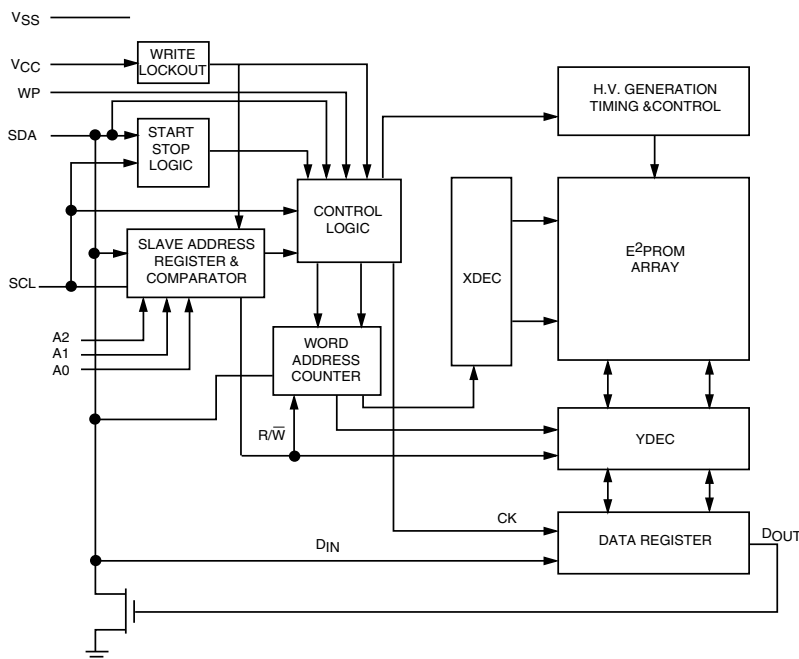 VSS
VCC
WRITE
LOCKOUT
WP
H.V. GENERATION
TIMING &CONTROL
SDA
START
STOP
LOGIC
CONTROL
LOGIC
SLAVE ADDRESS
REGISTER &
COMPARATOR
XDEC
E2PROM
ARRAY
SCL
A2
A1
A0
WORD
ADDRESS
COUNTER
R/W̅
YDEC
CK
DIN
DATA REGISTER
DOUT